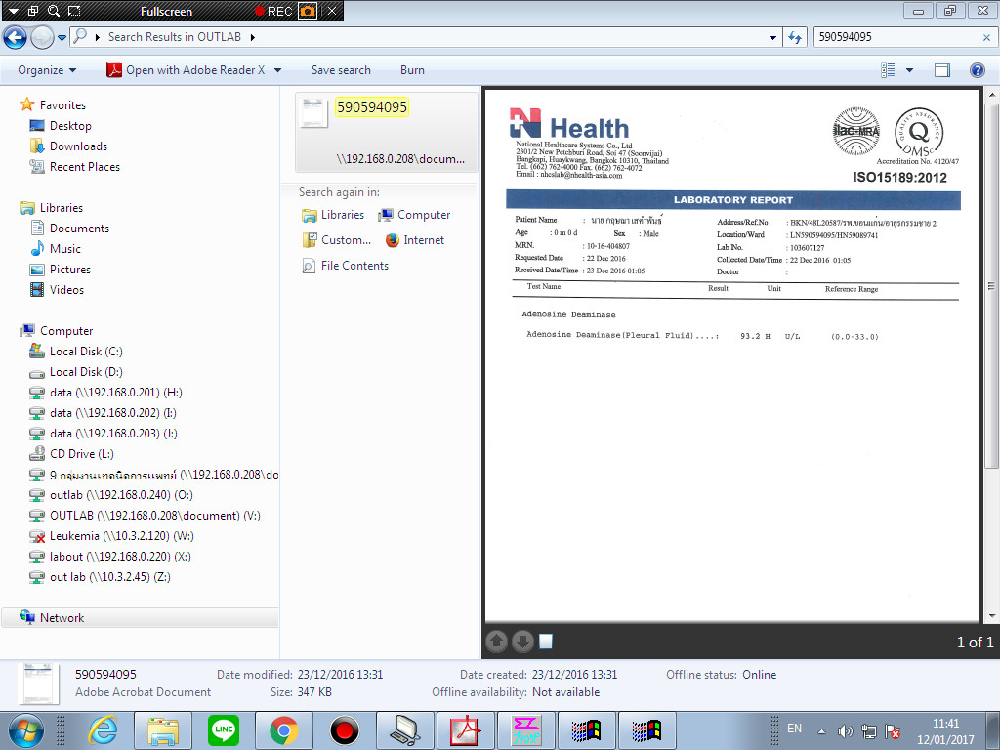 Fullscreen
REC
Search Results in OUTLAB
590594095
Organize
Open with Adobe Reader X
Save search
Burn
Favorites
Desktop
Downloads
Recent Places
Libraries
Documents
Music
Pictures
Videos
Computer
Local Disk (C:)
Local Disk (D:)
data (\\192.168.0.201) (H:)
data (\\192.168.0.202) (I:)
data (\\192.168.0.203) (J:)
CD Drive (L:)
9.กลุ่มงานเทคนิคการแพทย์ (\\192.168.0.208\do
outlab (\\192.168.0.240) (O:)
OUTLAB (\\192.168.0.208\document) (V:)
Leukemia (\\10.3.2.120) (W:)
labout (\\192.168.0.220) (X:)
out lab (\\10.3.2.45) (Z:)
Network
590594095
\\192.168.0.208\docum...
Search again in:
Libraries
Computer
Custom...
Internet
File Contents
N Health
National Healthcare Systems Co., Ltd
2301/2 New Petchburi Road, Soi 47 (Soonvijai)
Bangkapi, Huaykwang, Bangkok 10310, Thailand
Tel. (662) 762-4000 Fax. (662) 762-4072
Email : nhcslab@nhealth-asia.com
ilac-MRA
QUALITY ASSURANCE
Q
DMSc
Accreditation No. 4120/47
ISO15189:2012
LABORATORY REPORT
Patient Name : นาย กฤษฌา เสทำพันธ์ Address/Ref.No : BKN/48L20587/รพ.ขอนแก่น/อายุรกรรมชาย 2
Age : 0 m 0 d Sex : Male Location/Ward : LN590594095/HN59089741
MRN. : 10-16-404807 Lab No. : 103607127
Requested Date : 22 Dec 2016 Collected Date/Time : 22 Dec 2016 01:05
Received Date/Time : 23 Dec 2016 01:05 Doctor :
Test Name Result Unit Reference Range
Adenosine Deaminase
Adenosine Deaminase(Pleural Fluid)....: 93.2 H U/L (0.0-33.0)
1 of 1
590594095
Date modified: 23/12/2016 13:31
Date created: 23/12/2016 13:31
Offline status: Online
Adobe Acrobat Document
Size: 347 KB
Offline availability: Not available
LINE
EN
11:41
12/01/2017